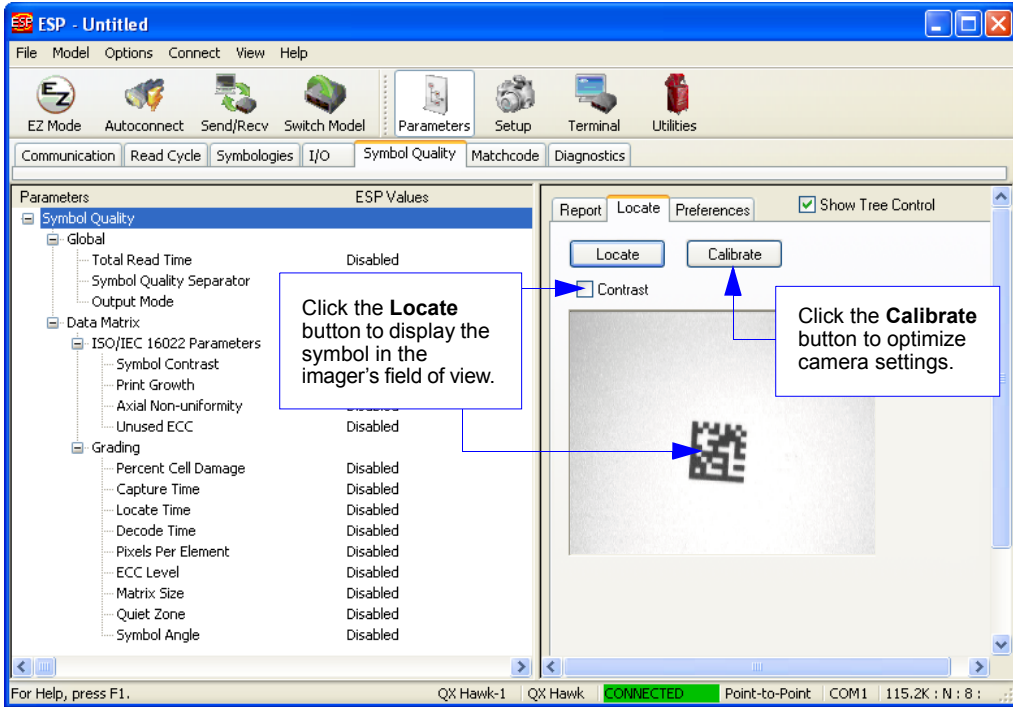 ESP - Untitled
File Model Options Connect View Help
EZ Mode Autoconnect Send/Recv Switch Model Parameters Setup Terminal Utilities
Communication Read Cycle Symbologies I/O Symbol Quality Matchcode Diagnostics
Parameters ESP Values
Symbol Quality
Global
Total Read Time Disabled
Symbol Quality Separator
Output Mode
Data Matrix
ISO/IEC 16022 Parameters
Symbol Contrast
Print Growth
Axial Non-uniformity
Unused ECC Disabled
Grading
Percent Cell Damage Disabled
Capture Time Disabled
Locate Time Disabled
Decode Time Disabled
Pixels Per Element Disabled
ECC Level Disabled
Matrix Size Disabled
Quiet Zone Disabled
Symbol Angle Disabled
Report Locate Preferences Show Tree Control
Locate Calibrate
Contrast
Click the Locate
button to display the
symbol in the
imager's field of view.
Click the Calibrate
button to optimize
camera settings.
For Help, press F1. QX Hawk-1 QX Hawk CONNECTED Point-to-Point COM1 115.2K : N : 8 :